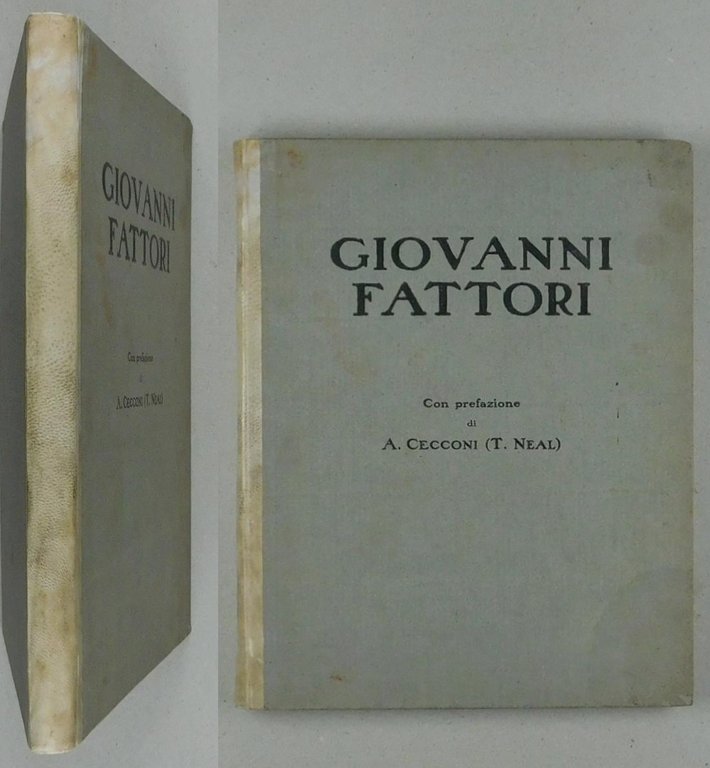 GIOVANNI
FATTORI
Con prefazione
di
A. CECCONI (T. NEAL)
GIOVANNI
FATTORI
Con prefazione
di
A. CECCONI (T. NEAL)